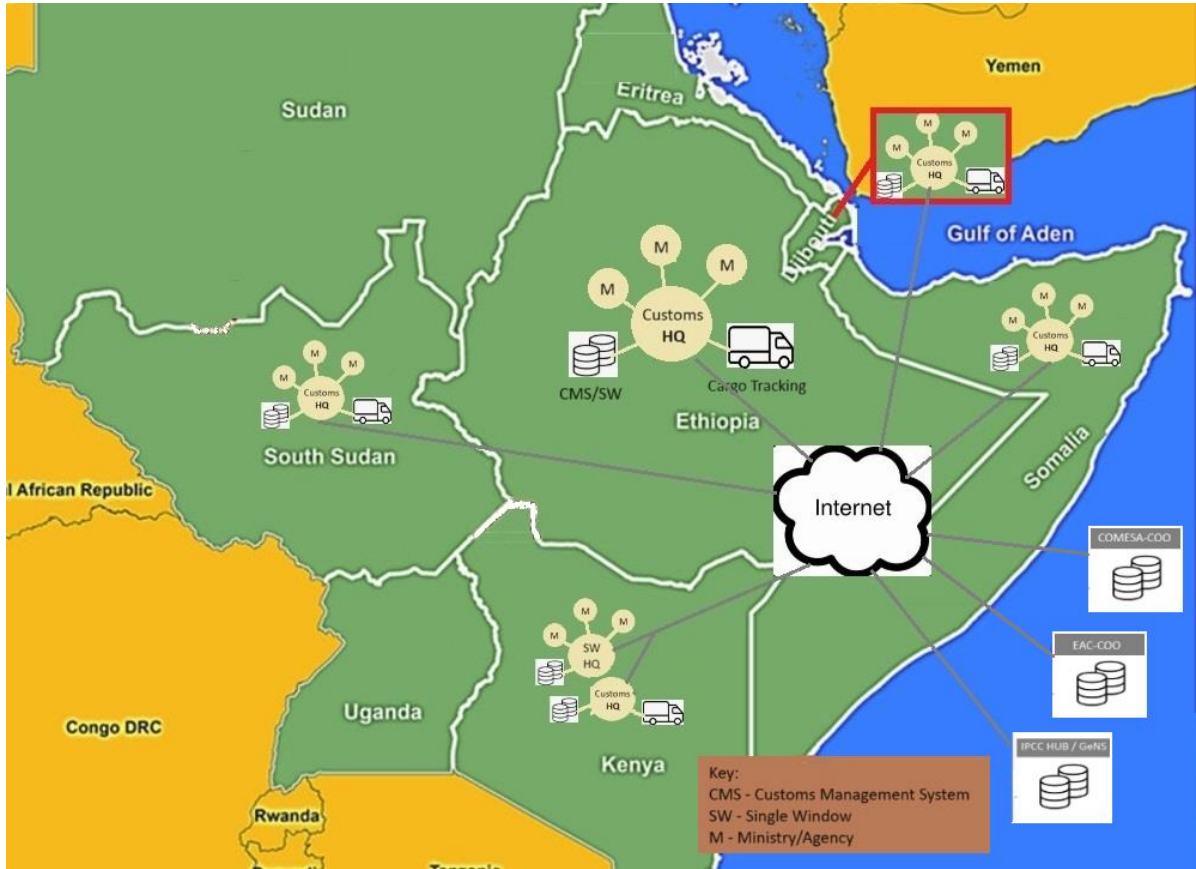 Yemen
Sudan
Eritrea
M
M
M
Customs
HQ
Djibouti
Gulf of Aden
M
M
M
Customs
HQ
CMS/SW
Cargo Tracking
Ethiopia
M
M
M
Customs
HQ
Somalia
M
M
M
Customs
HQ
South Sudan
l African Republic
Internet
COMESA-COO
EAC-COO
IPCC HUB / GeNS
M
M
M
SW
HQ
Customs
HQ
Uganda
Kenya
Congo DRC
Rwanda
Key:
CMS - Customs Management System
SW - Single Window
M - Ministry/Agency